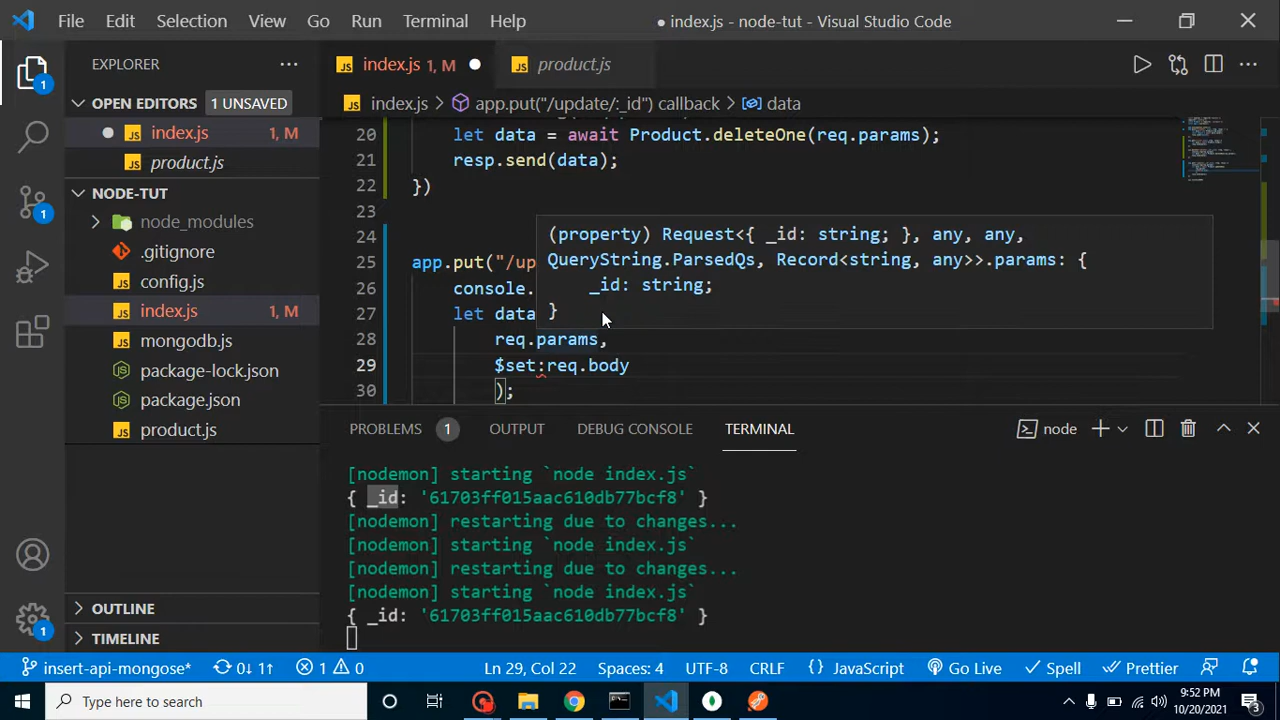 File Edit Selection View Go Run Terminal Help ● index.js - node-tut - Visual Studio Code
EXPLORER
OPEN EDITORS 1 UNSAVED
index.js 1, M
product.js
NODE-TUT
node_modules
.gitignore
config.js
index.js 1, M
mongodb.js
package-lock.json
package.json
product.js
OUTLINE
TIMELINE
1
1
1
index.js 1, M
product.js
index.js > app.put("/update/:_id") callback > data
20 let data = await Product.deleteOne(req.params);
21 resp.send(data);
22 })
23
24
25 app.put("/up
26 console.
27 let data
28 req.params,
29 $set:req.body
30 );
(property) Request<{ _id: string; }, any, any,
QueryString.ParsedQs, Record<string, any>>.params: {
_id: string;
}
PROBLEMS 1 OUTPUT DEBUG CONSOLE TERMINAL node
[nodemon] starting `node index.js`
{ _id: '61703ff015aac610db77bcf8' }
[nodemon] restarting due to changes...
[nodemon] starting `node index.js`
[nodemon] restarting due to changes...
[nodemon] starting `node index.js`
{ _id: '61703ff015aac610db77bcf8' }
insert-api-mongose* 0↓ 1↑ 1 0 Ln 29, Col 22 Spaces: 4 UTF-8 CRLF {} JavaScript Go Live Spell Prettier
Type here to search
9:52 PM
10/20/2021
3